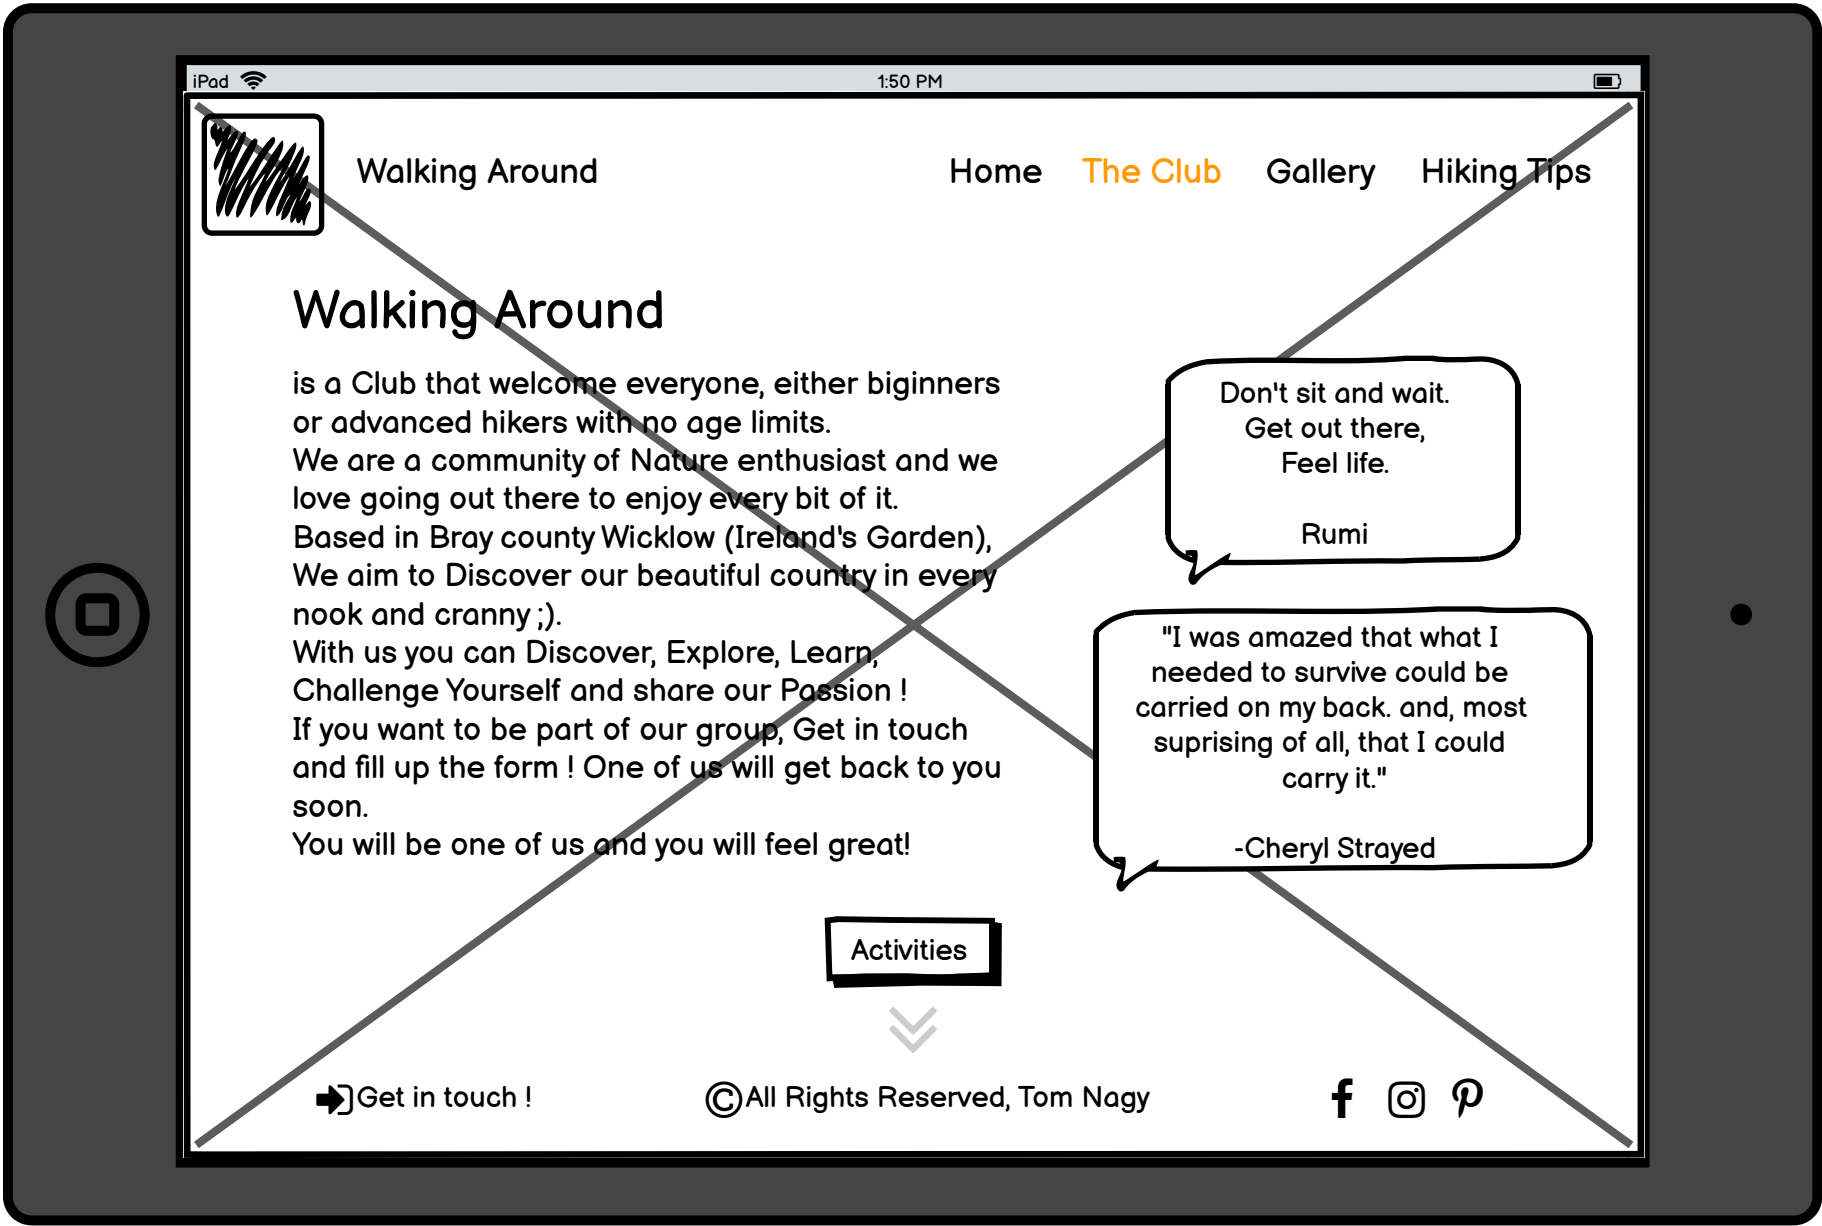 iPad
1:50 PM
Walking Around
Home The Club Gallery Hiking Tips
Walking Around
is a Club that welcome everyone, either biginners
or advanced hikers with no age limits.
We are a community of Nature enthusiast and we
love going out there to enjoy every bit of it.
Based in Bray county Wicklow (Ireland's Garden),
We aim to Discover our beautiful country in every
nook and cranny ;).
With us you can Discover, Explore, Learn,
Challenge Yourself and share our Passion !
If you want to be part of our group, Get in touch
and fill up the form ! One of us will get back to you
soon.
You will be one of us and you will feel great!
Don't sit and wait.
Get out there,
Feel life.
Rumi
"I was amazed that what I
needed to survive could be
carried on my back. and, most
suprising of all, that I could
carry it."
-Cheryl Strayed
Activities
Get in touch !
©All Rights Reserved, Tom Nagy